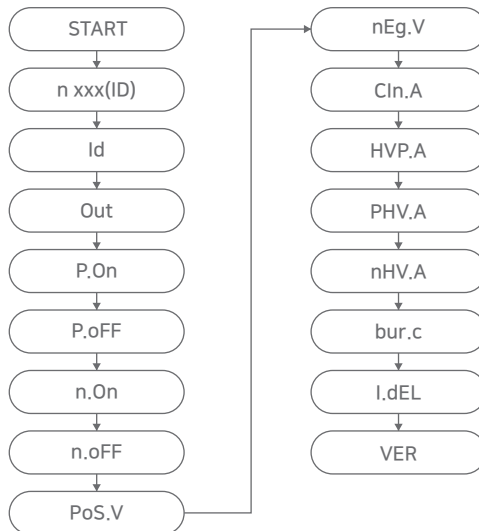 START
n xxx(ID)
Id
Out
P.On
P.oFF
n.On
n.oFF
PoS.V
nEg.V
CIn.A
HVP.A
PHV.A
nHV.A
bur.c
I.dEL
VER